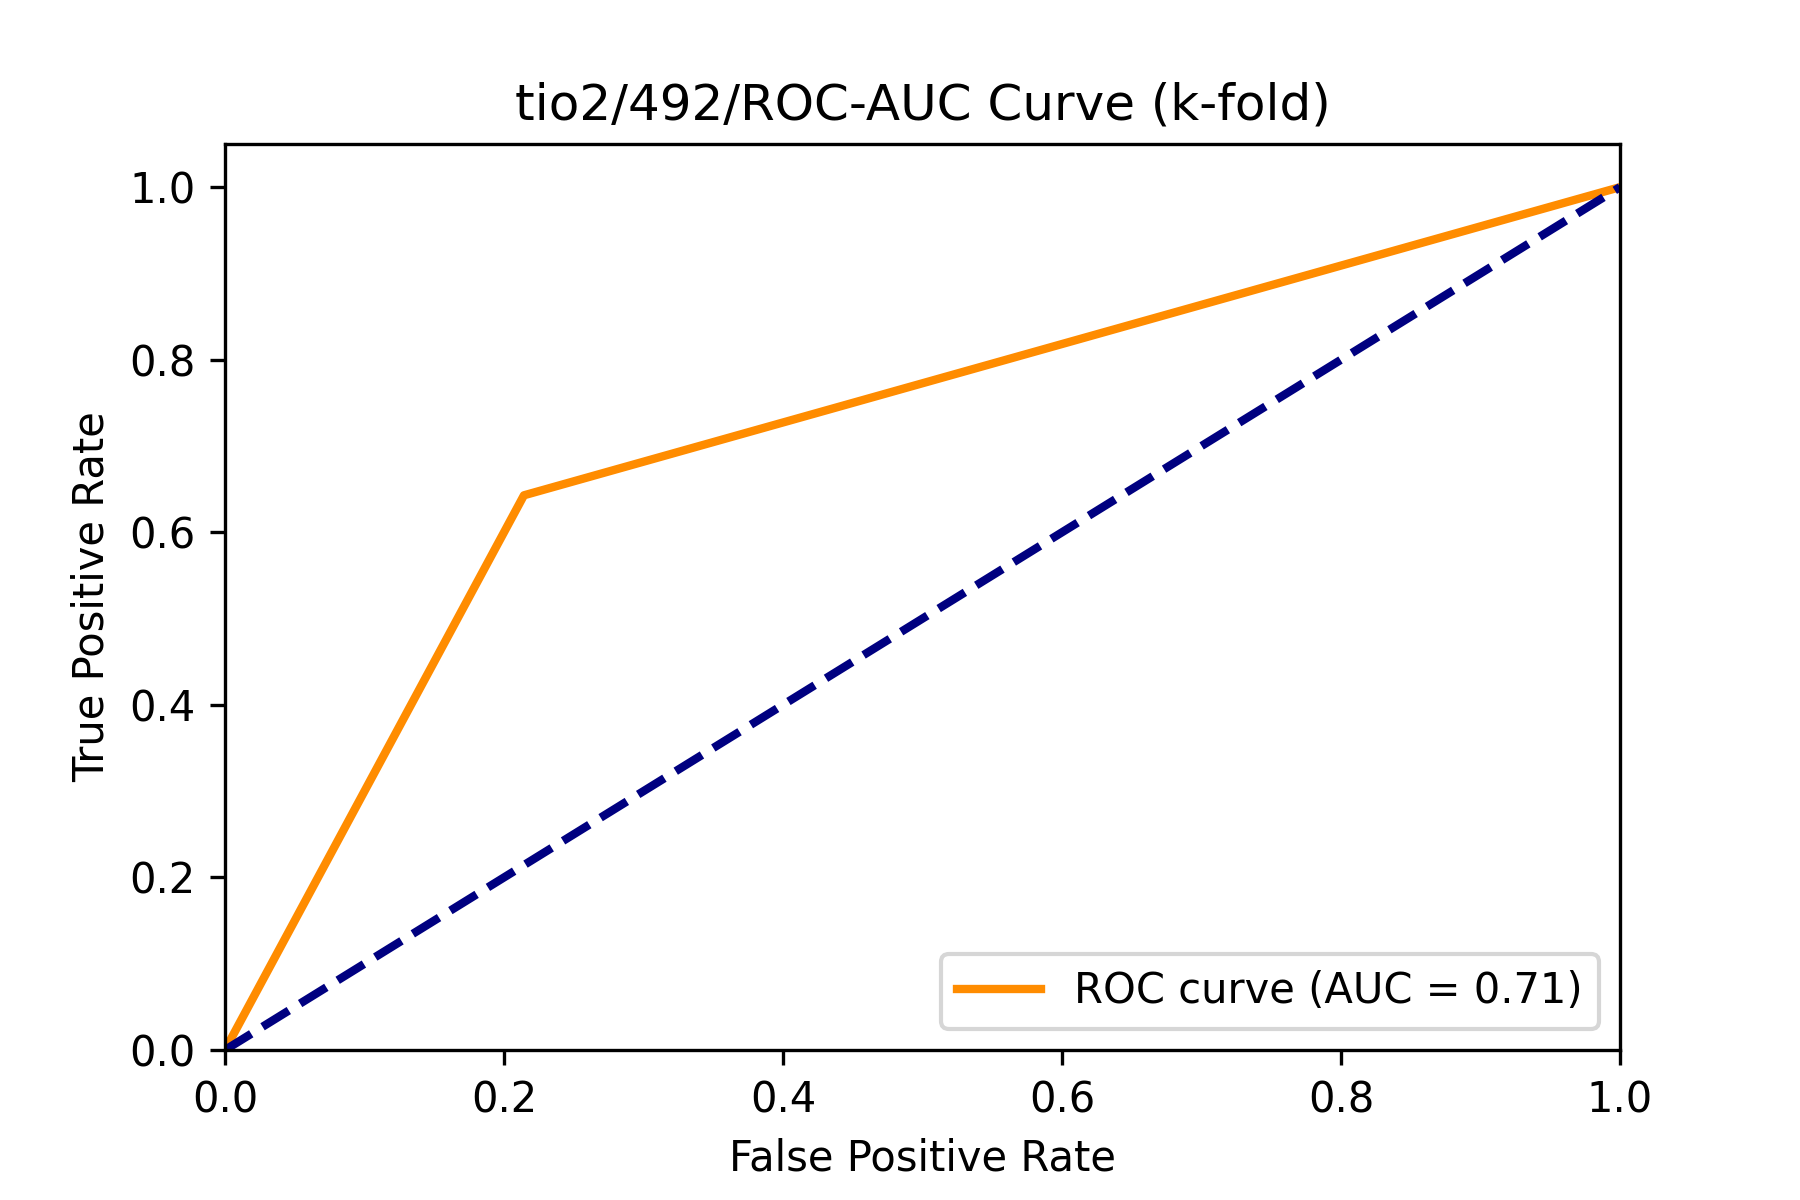 tio2/492/ROC-AUC Curve (k-fold)
1.0
0.8
0.6
0.4
0.2
0.0
True Positive Rate
ROC curve (AUC = 0.71)
0.0 0.2 0.4 0.6 0.8 1.0
False Positive Rate